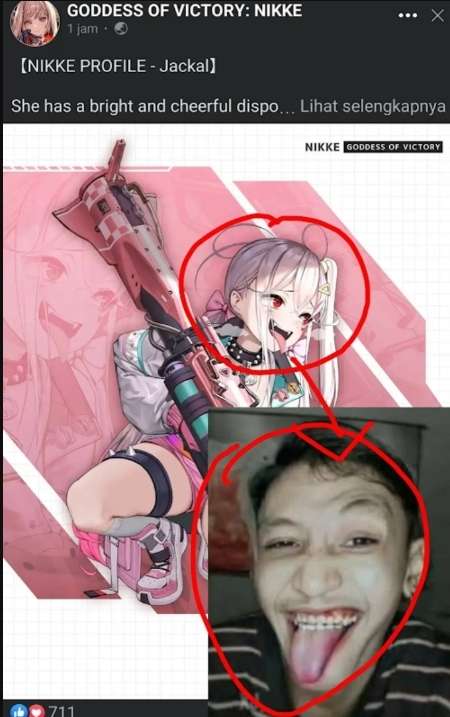 GODDESS OF VICTORY: NIKKE
1 jam ·
【NIKKE PROFILE - Jackal】
She has a bright and cheerful dispo... Lihat selengkapnya
NIKKE GODDESS OF VICTORY
711